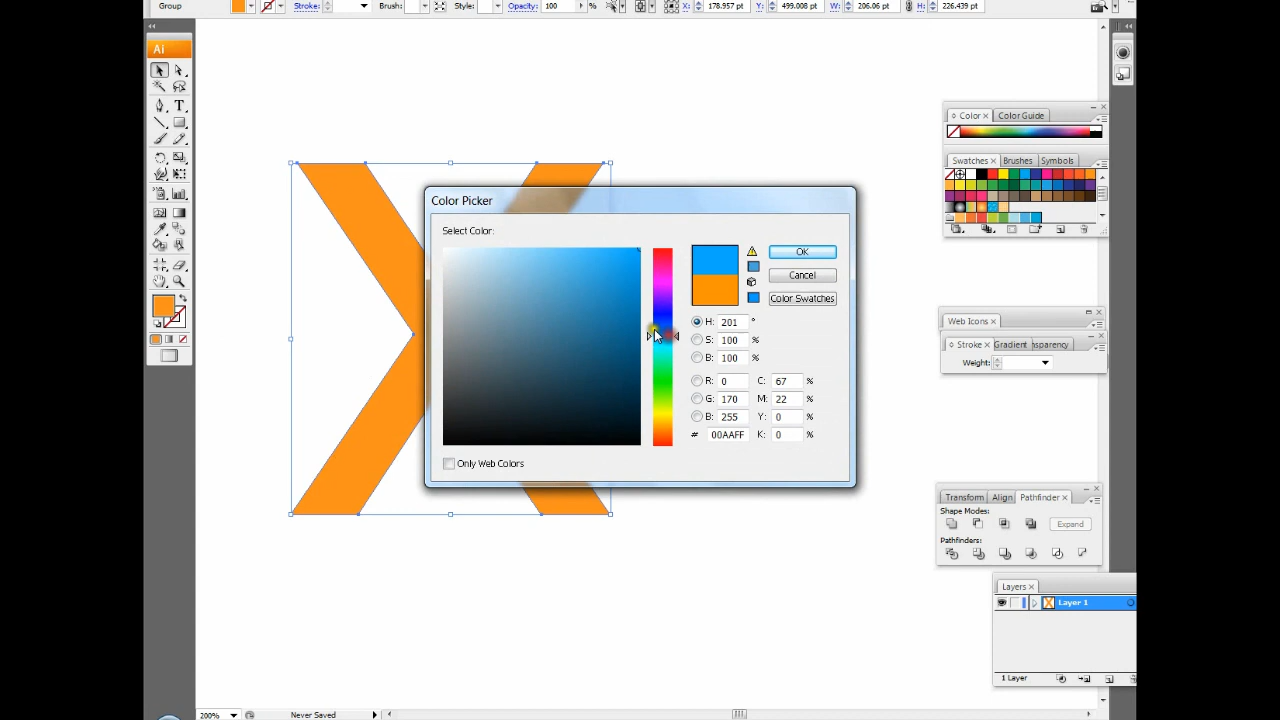 Group
Stroke:
Brush:
Style:
Opacity: 100 %
X: 178.957 pt
Y: 499.008 pt
W: 206.06 pt
H: 226.439 pt
Ai
T
Color Picker
Select Color:
OK
Cancel
Color Swatches
H: 201 °
S: 100 %
B: 100 %
R: 0
C: 67 %
G: 170
M: 22 %
B: 255
Y: 0 %
# 00AAFF
K: 0 %
Only Web Colors
Color
Color Guide
Swatches
Brushes
Symbols
Web Icons
Stroke
Gradient
sparency
Weight:
Transform
Align
Pathfinder
Shape Modes:
Expand
Pathfinders:
Layers
Layer 1
1 Layer
200%
Never Saved